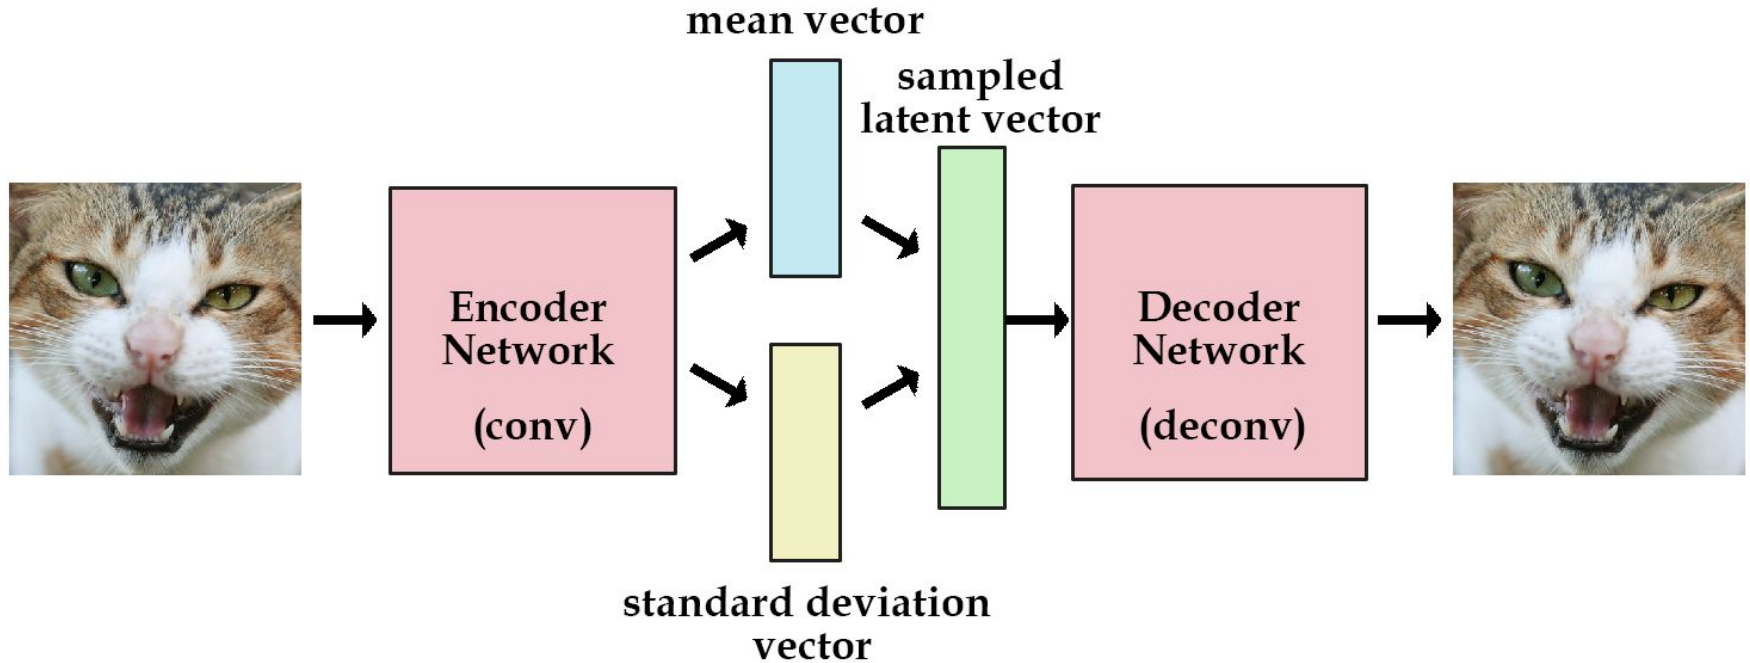 mean vector
sampled
latent vector
Encoder
Network
(conv)
Decoder
Network
(deconv)
standard deviation
vector